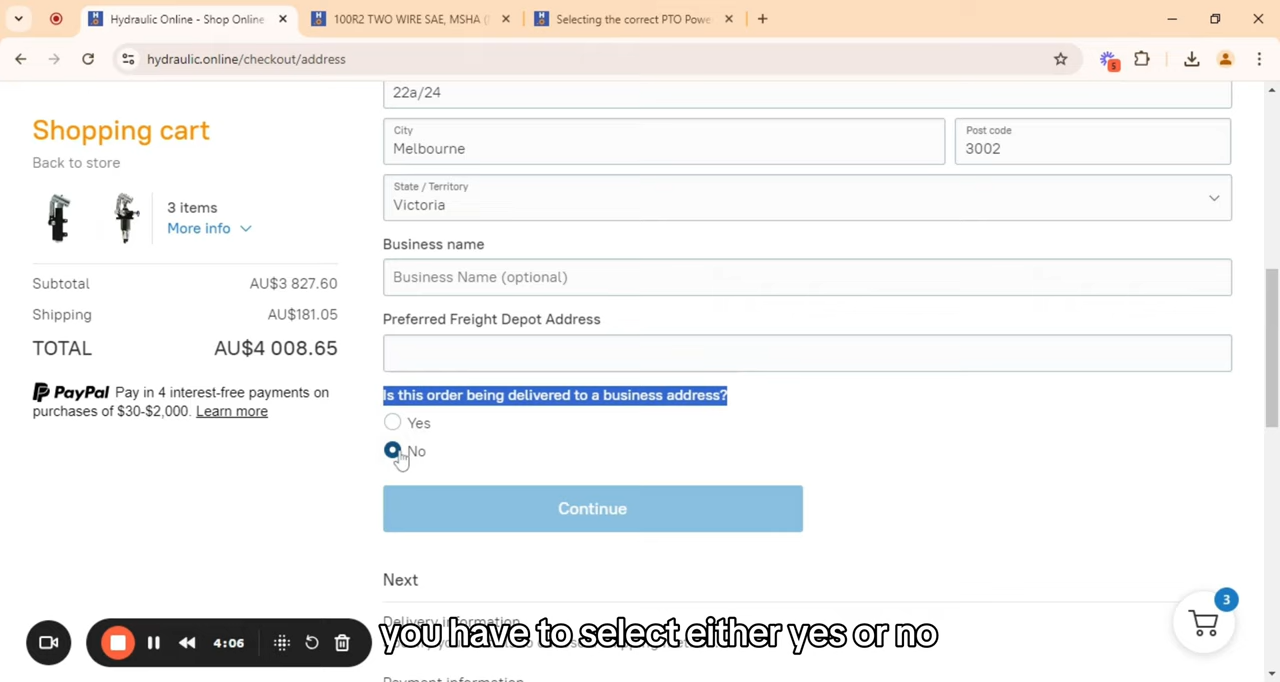 Hydraulic Online - Shop Online
100R2 TWO WIRE SAE, MSHA (
Selecting the correct PTO Powe
hydraulic.online/checkout/address
5
Shopping cart
Back to store
3 items
More info
Subtotal AU$3 827.60
Shipping AU$181.05
TOTAL AU$4 008.65
PayPal Pay in 4 interest-free payments on
purchases of $30-$2,000. Learn more
22a/24
City
Melbourne
Post code
3002
State / Territory
Victoria
Business name
Business Name (optional)
Preferred Freight Depot Address
Is this order being delivered to a business address?
Yes
No
Continue
Next
Delivery information
3
4:06
you have to select either yes or no
Payment information